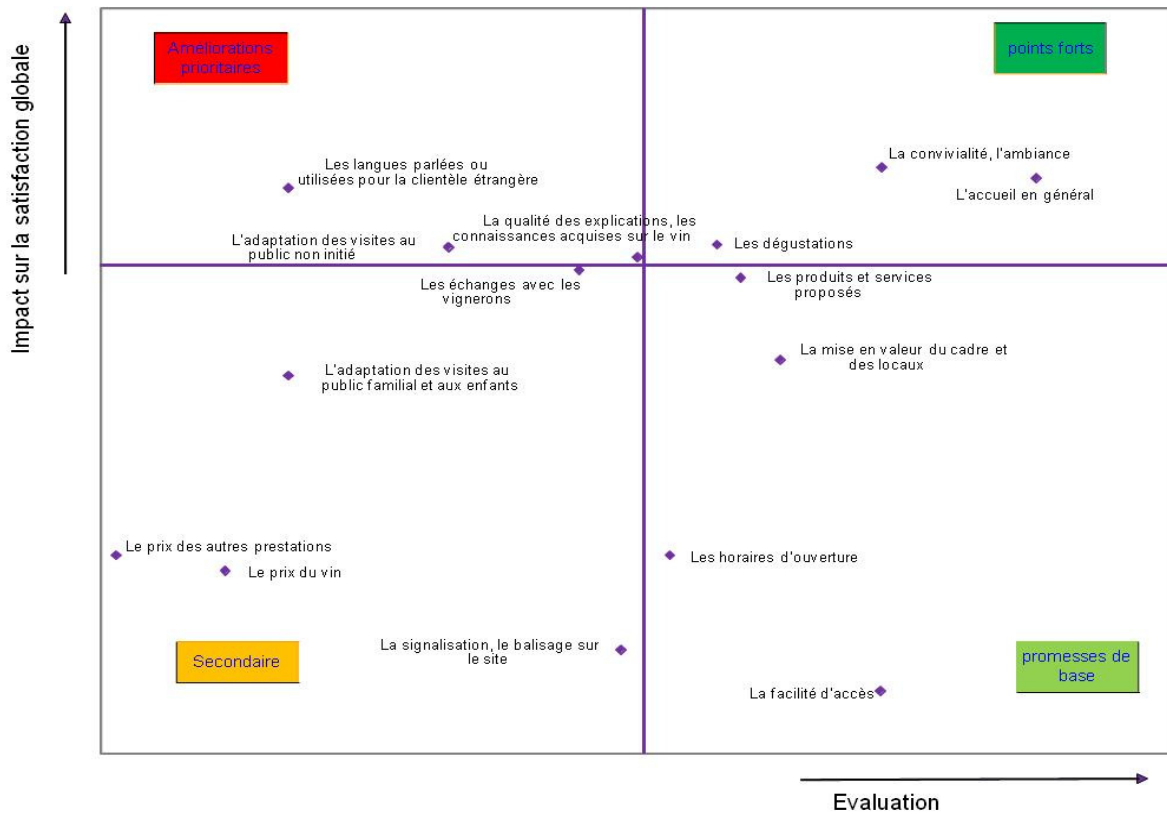 Impact sur la satisfaction globale
Améliorations
prioritaires
points forts
La convivialité, l'ambiance
Les langues parlées ou
utilisées pour la clientèle étrangère
L'accueil en général
La qualité des explications, les
connaissances acquises sur le vin
L'adaptation des visites au
public non initié
Les dégustations
Les échanges avec les
vignerons
Les produits et services
proposés
La mise en valeur du cadre et
des locaux
L'adaptation des visites au
public familial et aux enfants
Le prix des autres prestations
Le prix du vin
Les horaires d'ouverture
La signalisation, le balisage sur
le site
Secondaire
promesses de
base
La facilité d'accès
Evaluation